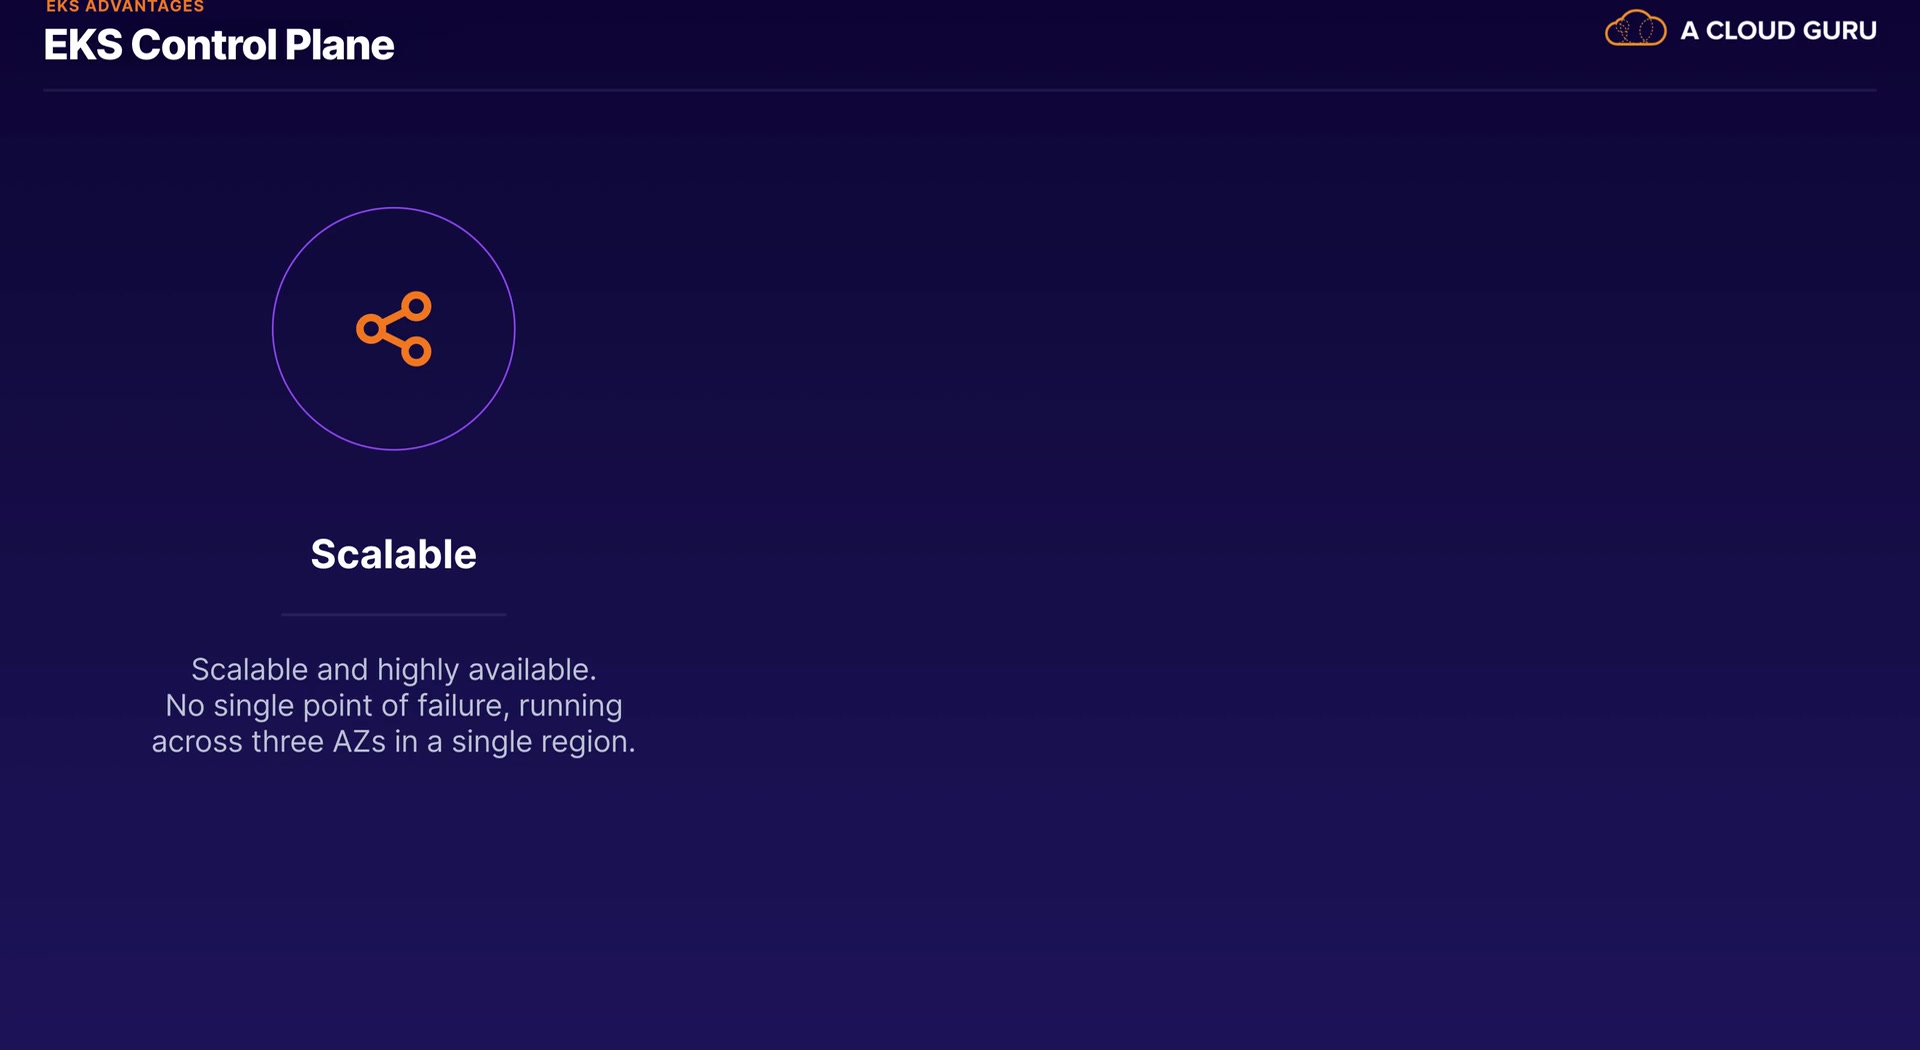 EKS ADVANTAGES
EKS Control Plane
A CLOUD GURU
Scalable
Scalable and highly available.
No single point of failure, running
across three AZs in a single region.